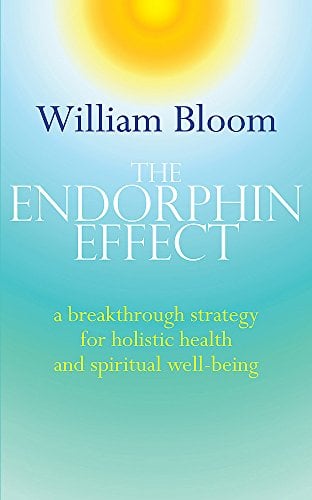 William Bloom
THE
ENDORPHIN
EFFECT
a breakthrough strategy
for holistic health
and spiritual well-being